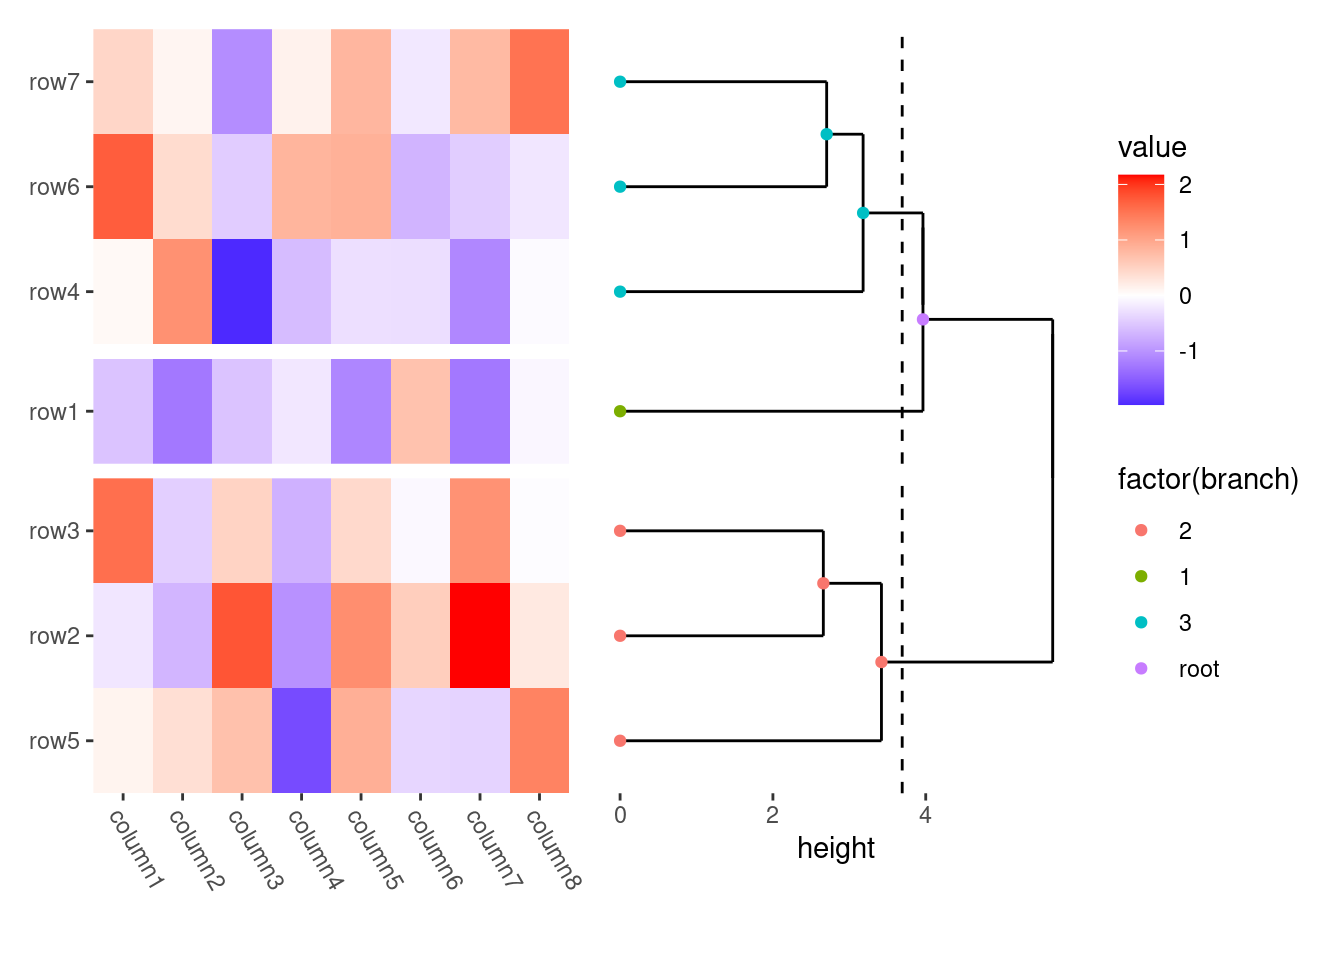 row7
row6
row4
row1
row3
row2
row5
column1
column2
column3
column4
column5
column6
column7
column8
0
2
4
height
value
2
1
0
-1
factor(branch)
2
1
3
root